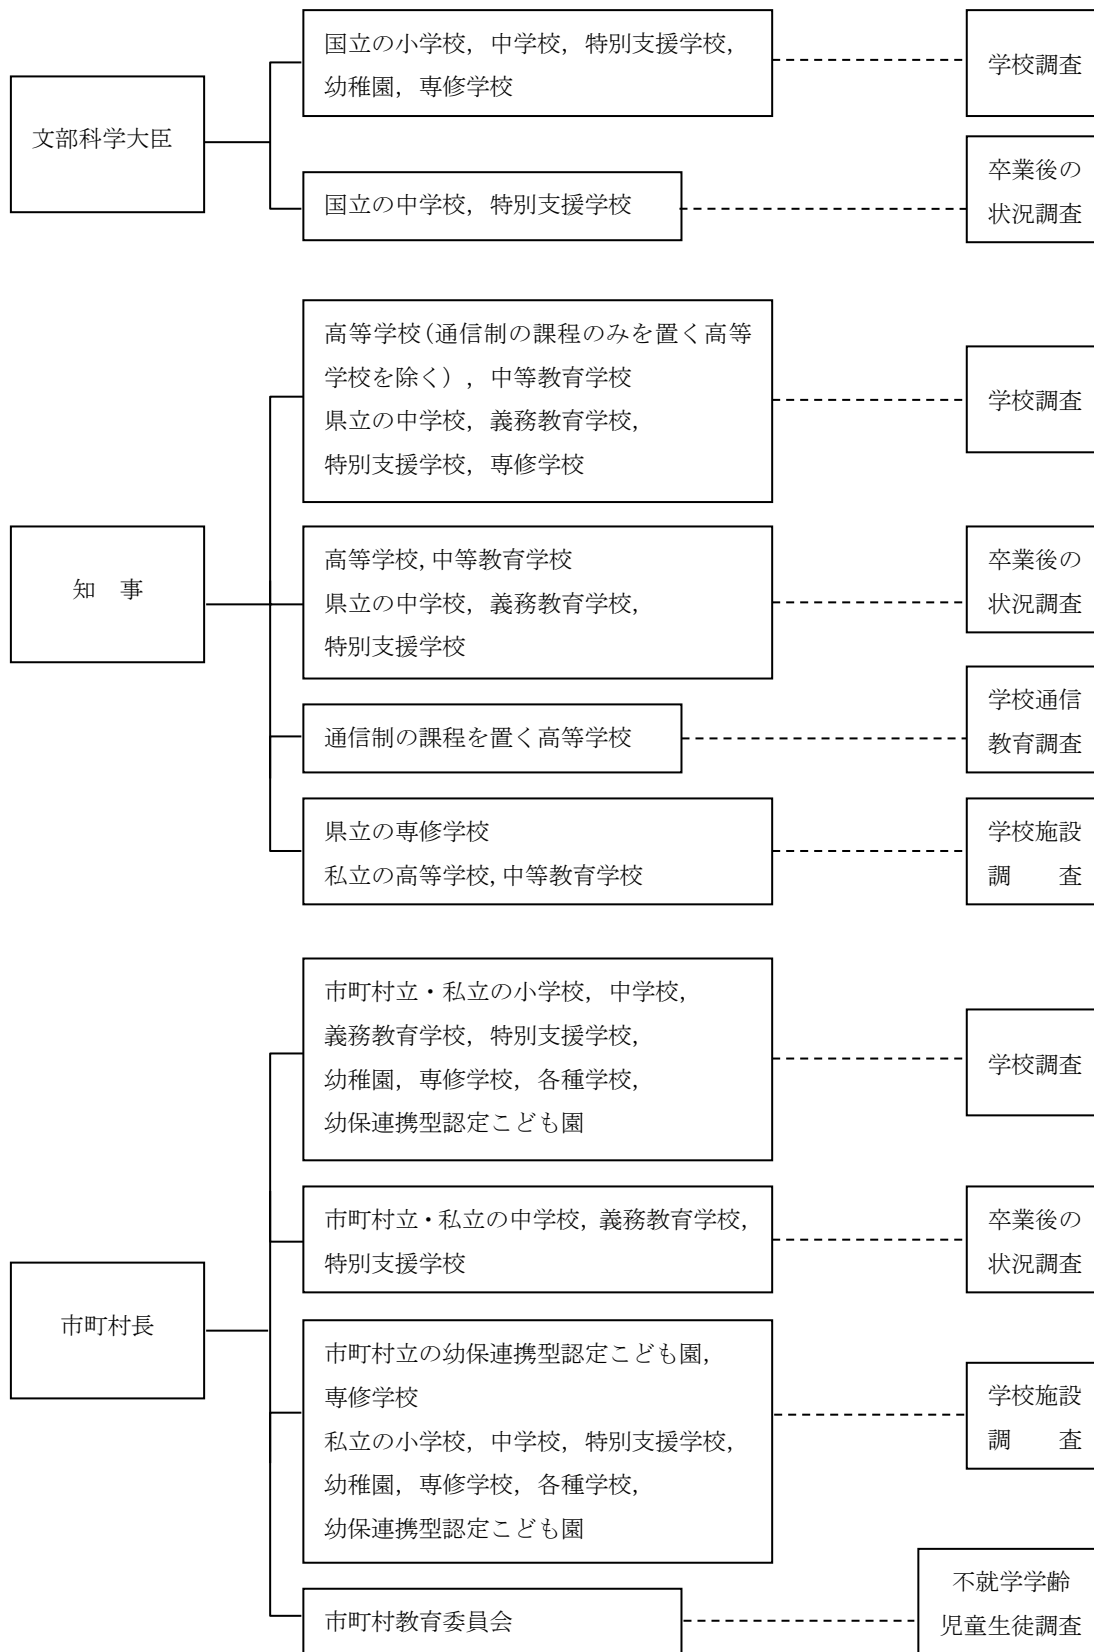 国立の小学校, 中学校, 特別支援学校,
幼稚園, 専修学校
学校調査
文部科学大臣
国立の中学校, 特別支援学校
卒業後の
状況調査
高等学校(通信制の課程のみを置く高等
学校を除く) , 中等教育学校
県立の中学校, 義務教育学校,
特別支援学校, 専修学校
学校調査
知　事
高等学校, 中等教育学校
県立の中学校, 義務教育学校,
特別支援学校
卒業後の
状況調査
通信制の課程を置く高等学校
学校通信
教育調査
県立の専修学校
私立の高等学校, 中等教育学校
学校施設
調　　査
市町村立・私立の小学校, 中学校,
義務教育学校, 特別支援学校,
幼稚園, 専修学校, 各種学校,
幼保連携型認定こども園
学校調査
市町村立・私立の中学校, 義務教育学校,
特別支援学校
卒業後の
状況調査
市町村長
市町村立の幼保連携型認定こども園,
専修学校
私立の小学校, 中学校, 特別支援学校,
幼稚園, 専修学校, 各種学校,
幼保連携型認定こども園
学校施設
調　　査
市町村教育委員会
不就学学齢
児童生徒調査